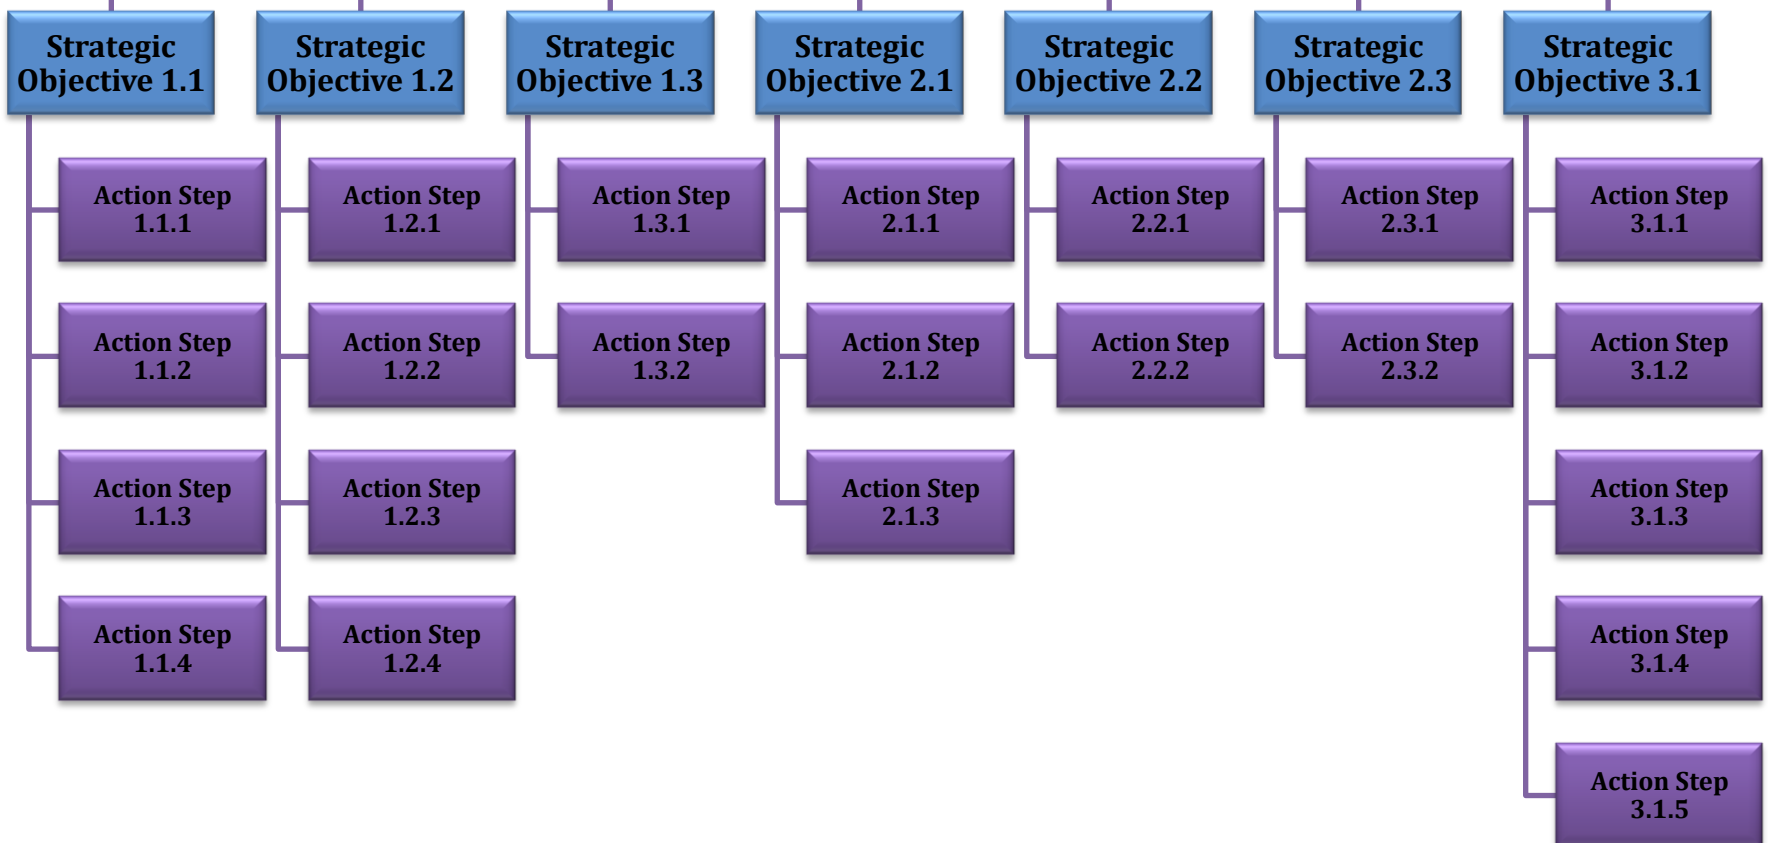 Strategic
Objective 1.1
Strategic
Objective 1.2
Strategic
Objective 1.3
Strategic
Objective 2.1
Strategic
Objective 2.2
Strategic
Objective 2.3
Strategic
Objective 3.1
Action Step
1.1.1
Action Step
1.2.1
Action Step
1.3.1
Action Step
2.1.1
Action Step
2.2.1
Action Step
2.3.1
Action Step
3.1.1
Action Step
1.1.2
Action Step
1.2.2
Action Step
1.3.2
Action Step
2.1.2
Action Step
2.2.2
Action Step
2.3.2
Action Step
3.1.2
Action Step
1.1.3
Action Step
1.2.3
Action Step
2.1.3
Action Step
3.1.3
Action Step
1.1.4
Action Step
1.2.4
Action Step
3.1.4
Action Step
3.1.5